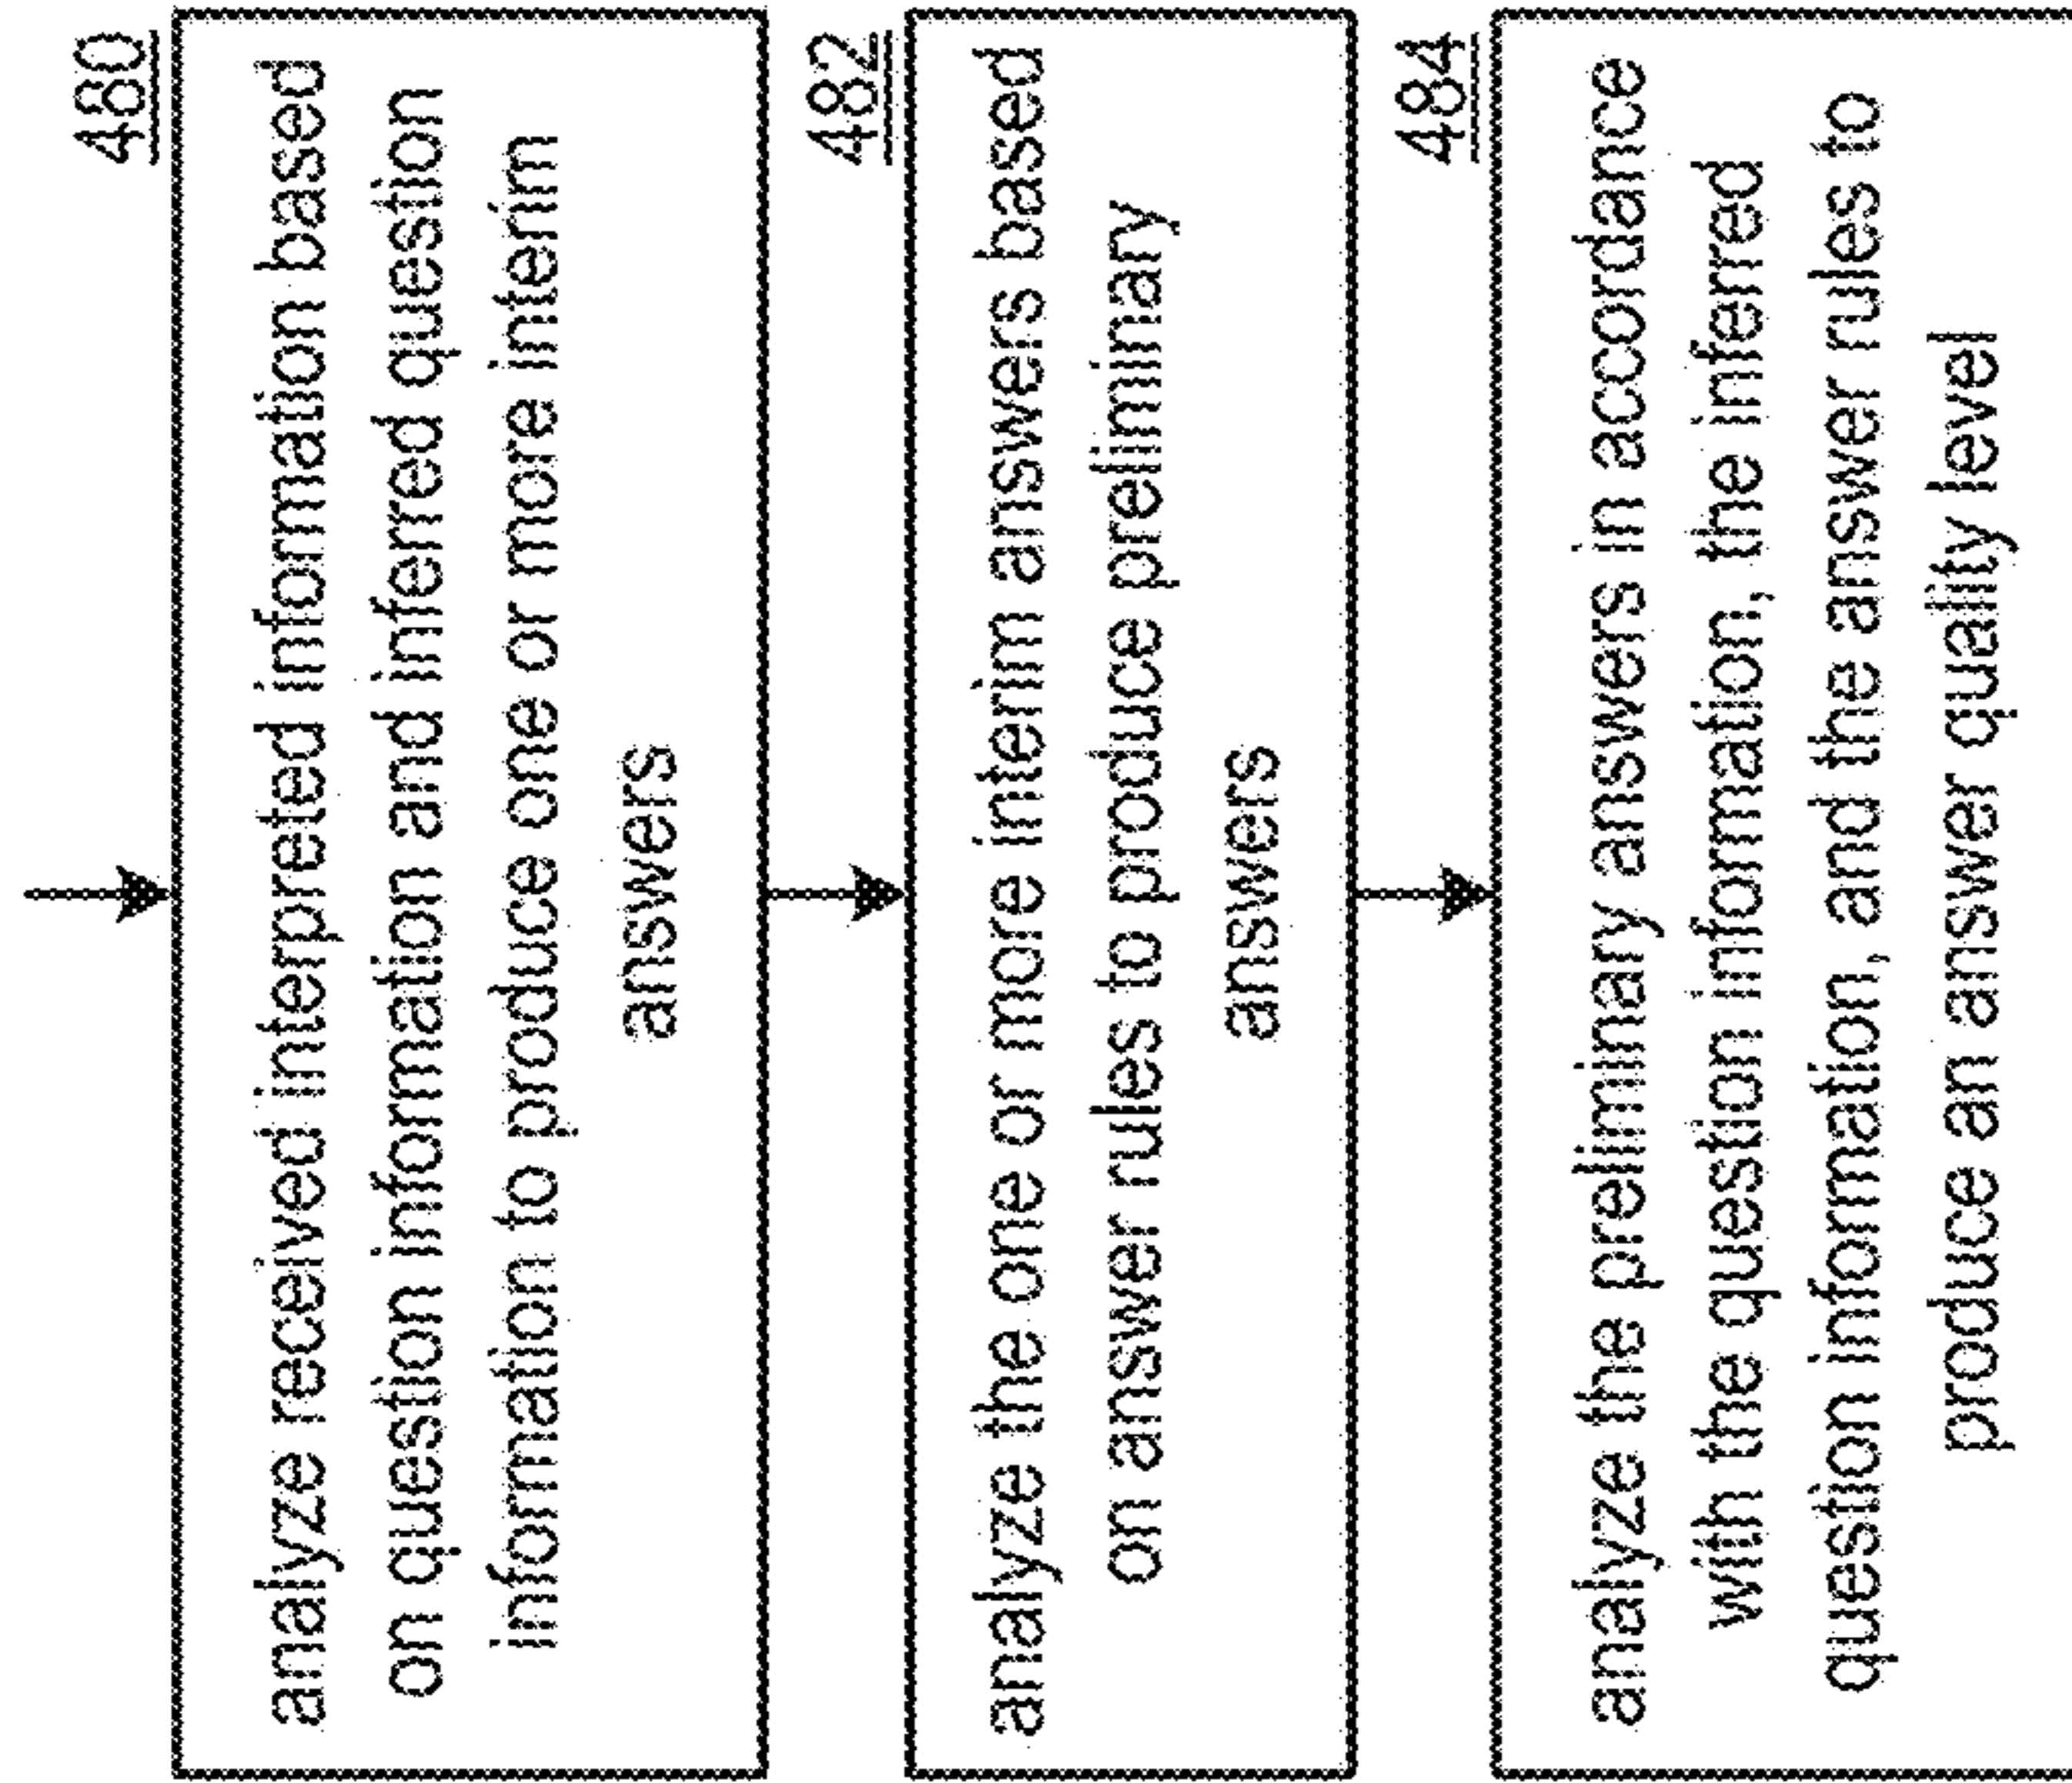 480
analyze received interpreted information based
on question information and inferred question
information to produce one or more interim
answers
482
analyze the one or more interim answers based
on answer rules to produce preliminary
answers
484
analyze the preliminary answers in accordance
with the question information, the inferred
question information, and the answer rules to
produce an answer quality level